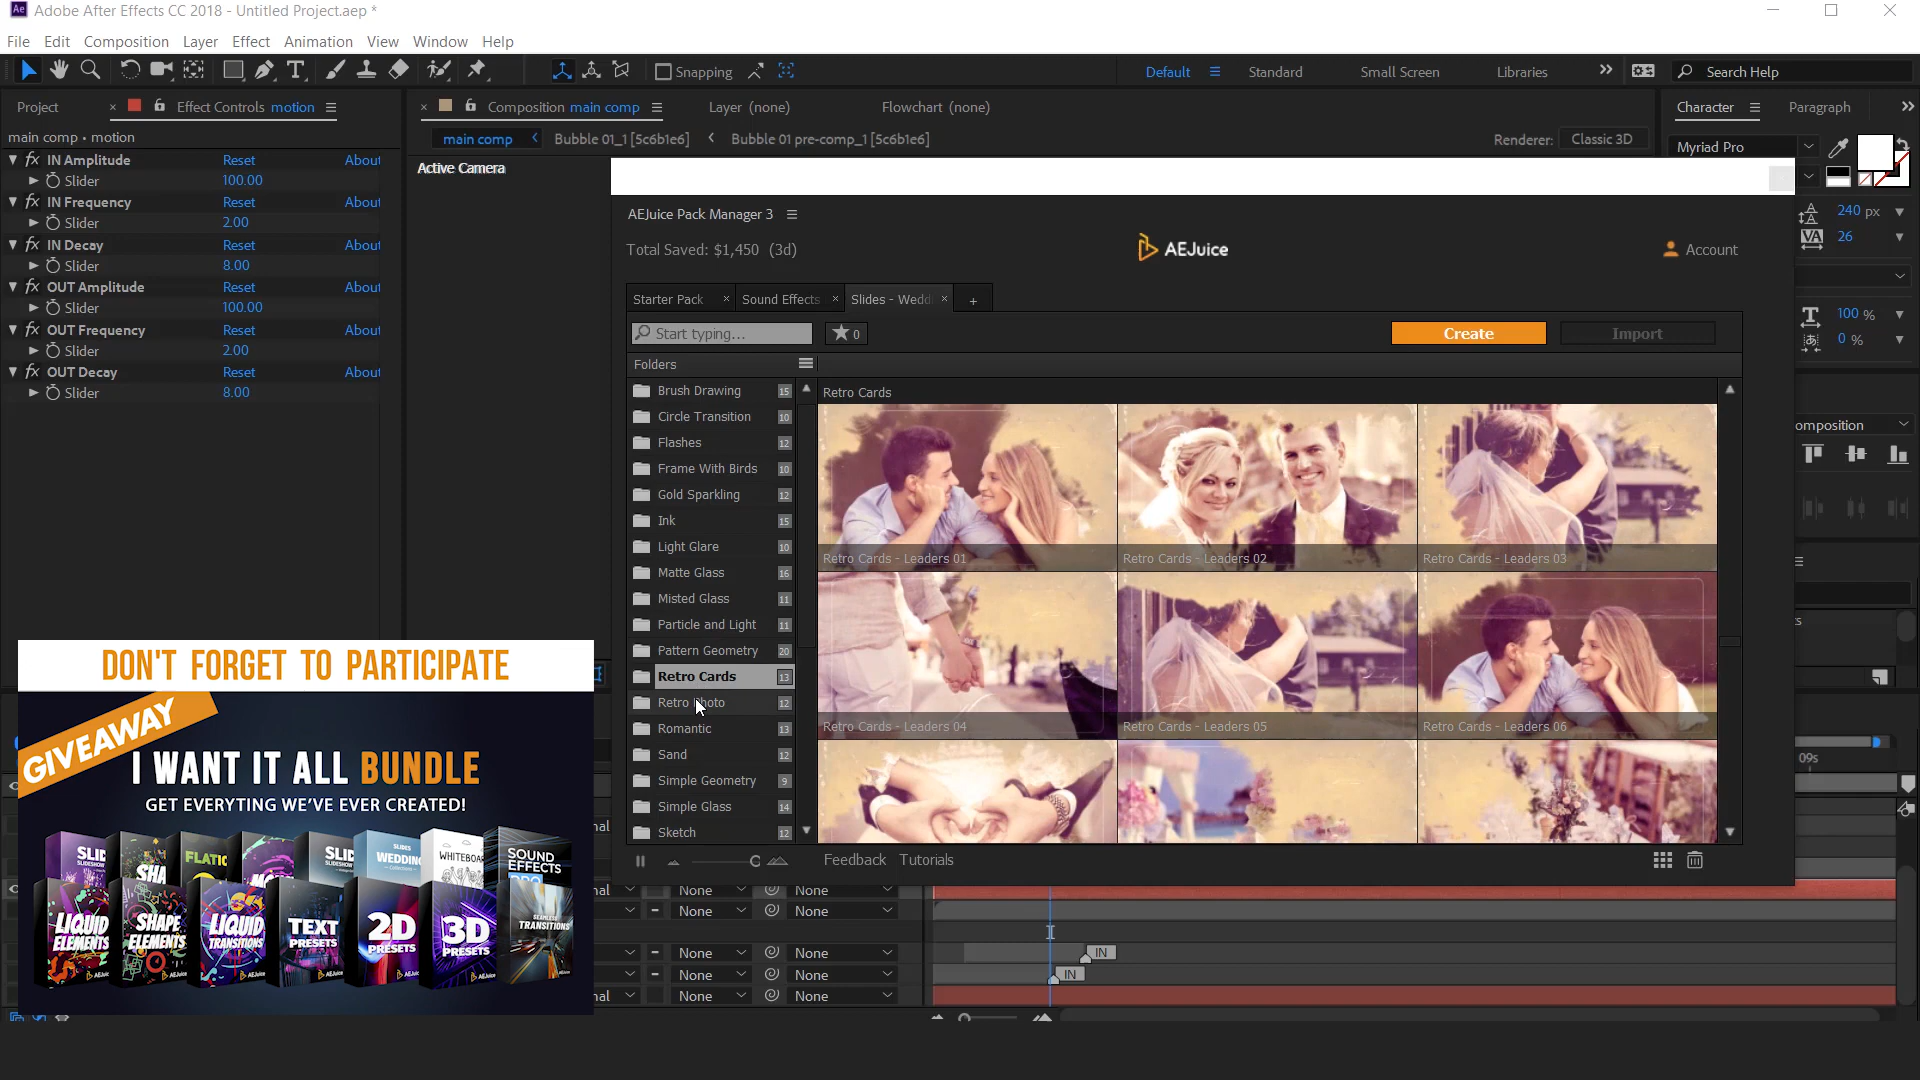 Ae Adobe After Effects CC 2018 - Untitled Project.aep *
File Edit Composition Layer Effect Animation View Window Help
Snapping
Default Standard Small Screen Libraries Search Help
Project Effect Controls motion
Composition main comp Layer (none) Flowchart (none)
Character Paragraph
main comp • motion
main comp Bubble 01_1 [5c6b1e6] Bubble 01 pre-comp_1 [5c6b1e6]
Renderer: Classic 3D
Myriad Pro
Active Camera
fx IN Amplitude Reset About
Slider 100.00
fx IN Frequency Reset About
Slider 2.00
fx IN Decay Reset About
Slider 8.00
fx OUT Amplitude Reset About
Slider 100.00
fx OUT Frequency Reset About
Slider 2.00
fx OUT Decay Reset About
Slider 8.00
240 px
26
100 %
0 %
omposition
AEJuice Pack Manager 3
Total Saved: $1,450 (3d)
AEJuice
Account
Starter Pack × Sound Effects × Slides - Wedd × +
Start typing...
0
Create Import
Folders
Brush Drawing 15
Circle Transition 10
Flashes 12
Frame With Birds 10
Gold Sparkling 12
Ink 15
Light Glare 10
Matte Glass 16
Misted Glass 11
Particle and Light 11
Pattern Geometry 20
Retro Cards 13
Retro Photo 12
Romantic 13
Sand 12
Simple Geometry 9
Simple Glass 14
Sketch 12
Retro Cards
Retro Cards - Leaders 01
Retro Cards - Leaders 02
Retro Cards - Leaders 03
Retro Cards - Leaders 04
Retro Cards - Leaders 05
Retro Cards - Leaders 06
Feedback Tutorials
09s
DON'T FORGET TO PARTICIPATE
GIVEAWAY
I WANT IT ALL BUNDLE
GET EVERYTING WE'VE EVER CREATED!
SLIDES WEDDING
WHITEBOAR
SOUND EFFECTS PRO
LIQUID ELEMENTS
SHAPE ELEMENTS
LIQUID TRANSITIONS
TEXT PRESETS
2D PRESETS
3D PRESETS
SEAMLESS TRANSITIONS
None None
None None
None None
None None
None None
IN
IN